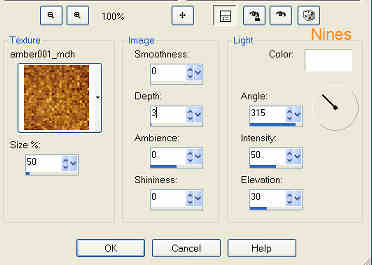 100%
Nines
Texture
amber001_mdh
Size %:
50
Image
Smoothness:
0
Depth:
3
Ambience:
0
Shininess:
0
Light
Color:
Angle:
315
Intensity:
50
Elevation:
30
OK
Cancel
Help